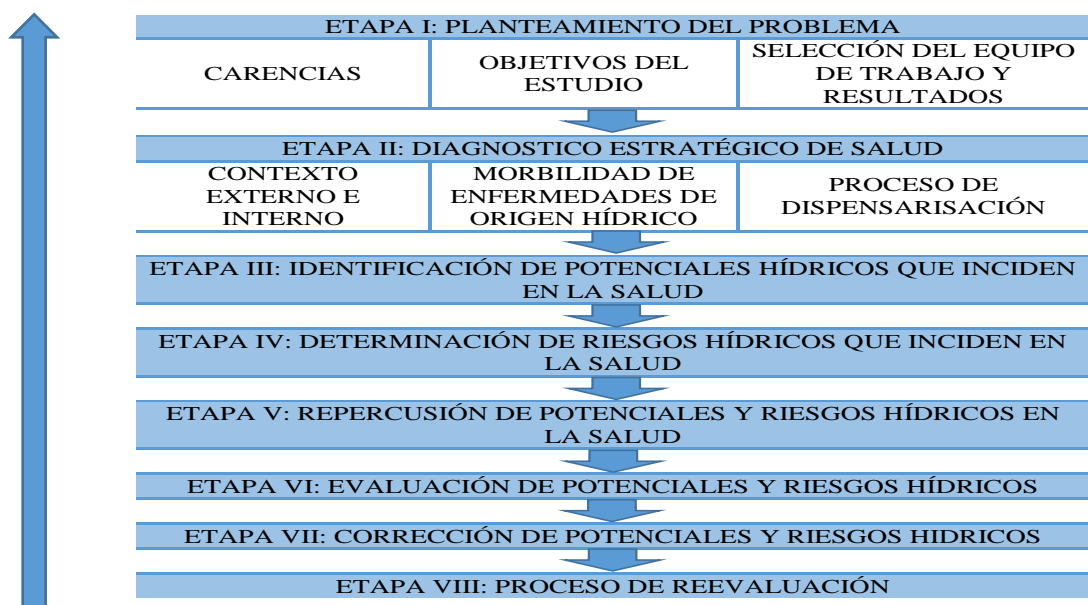 ETAPA I: PLANTEAMIENTO DEL PROBLEMA
CARENCIAS
OBJETIVOS DEL
ESTUDIO
SELECCIÓN DEL EQUIPO
DE TRABAJO Y
RESULTADOS
ETAPA II: DIAGNOSTICO ESTRATÉGICO DE SALUD
CONTEXTO
EXTERNO E
INTERNO
MORBILIDAD DE
ENFERMEDADES DE
ORIGEN HÍDRICO
PROCESO DE
DISPENSARISACIÓN
ETAPA III: IDENTIFICACIÓN DE POTENCIALES HÍDRICOS QUE INCIDEN
EN LA SALUD
ETAPA IV: DETERMINACIÓN DE RIESGOS HÍDRICOS QUE INCIDEN EN
LA SALUD
ETAPA V: REPERCUSIÓN DE POTENCIALES Y RIESGOS HÍDRICOS EN
LA SALUD
ETAPA VI: EVALUACIÓN DE POTENCIALES Y RIESGOS HÍDRICOS
ETAPA VII: CORRECCIÓN DE POTENCIALES Y RIESGOS HIDRICOS
ETAPA VIII: PROCESO DE REEVALUACIÓN